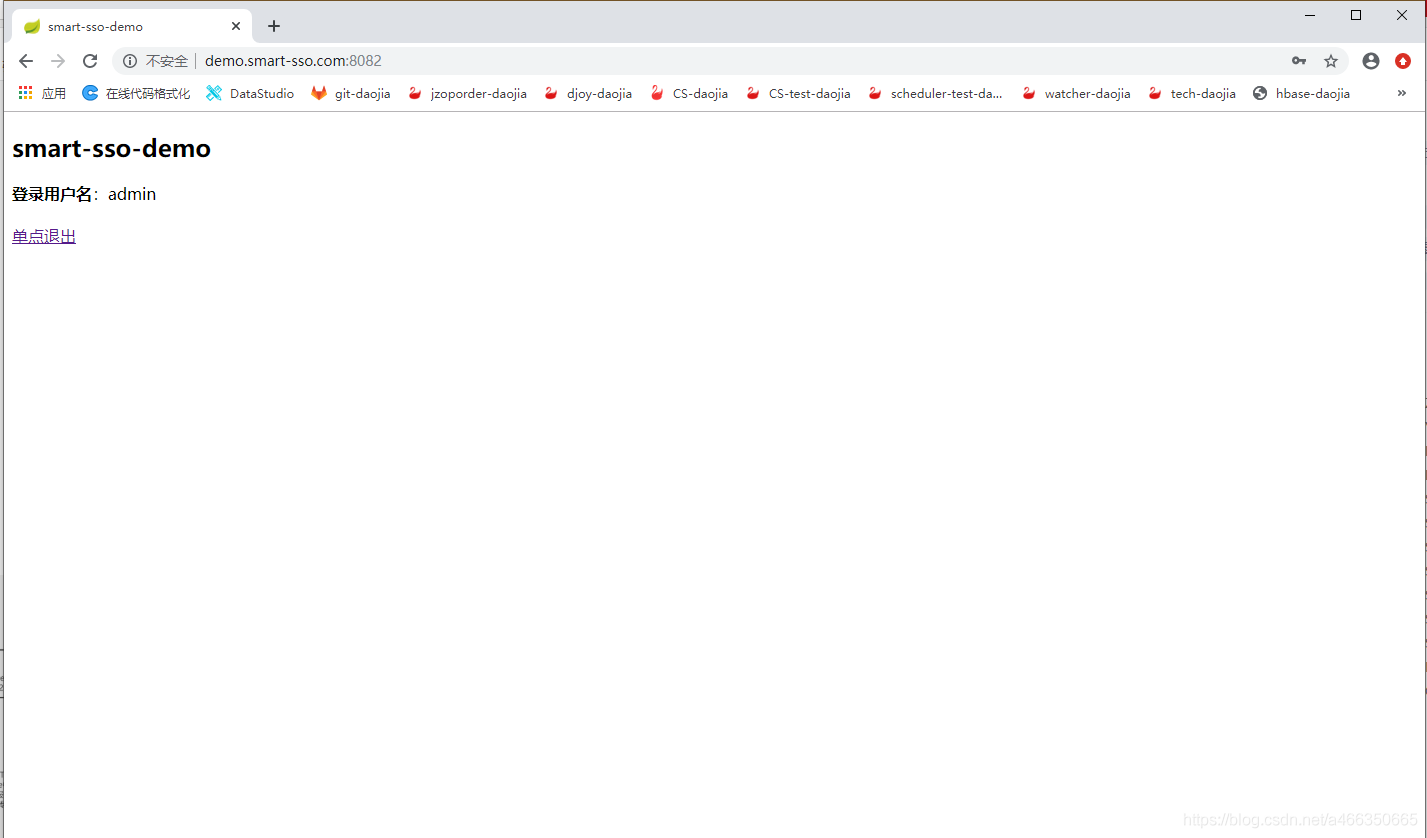 smart-sso-demo
不安全 demo.smart-sso.com:8082
应用 在线代码格式化 DataStudio git-daojia jzoporder-daojia djoy-daojia CS-daojia CS-test-daojia scheduler-test-da... watcher-daojia tech-daojia hbase-daojia »
smart-sso-demo
登录用户名：admin
单点退出
https://blog.csdn.net/a466350665